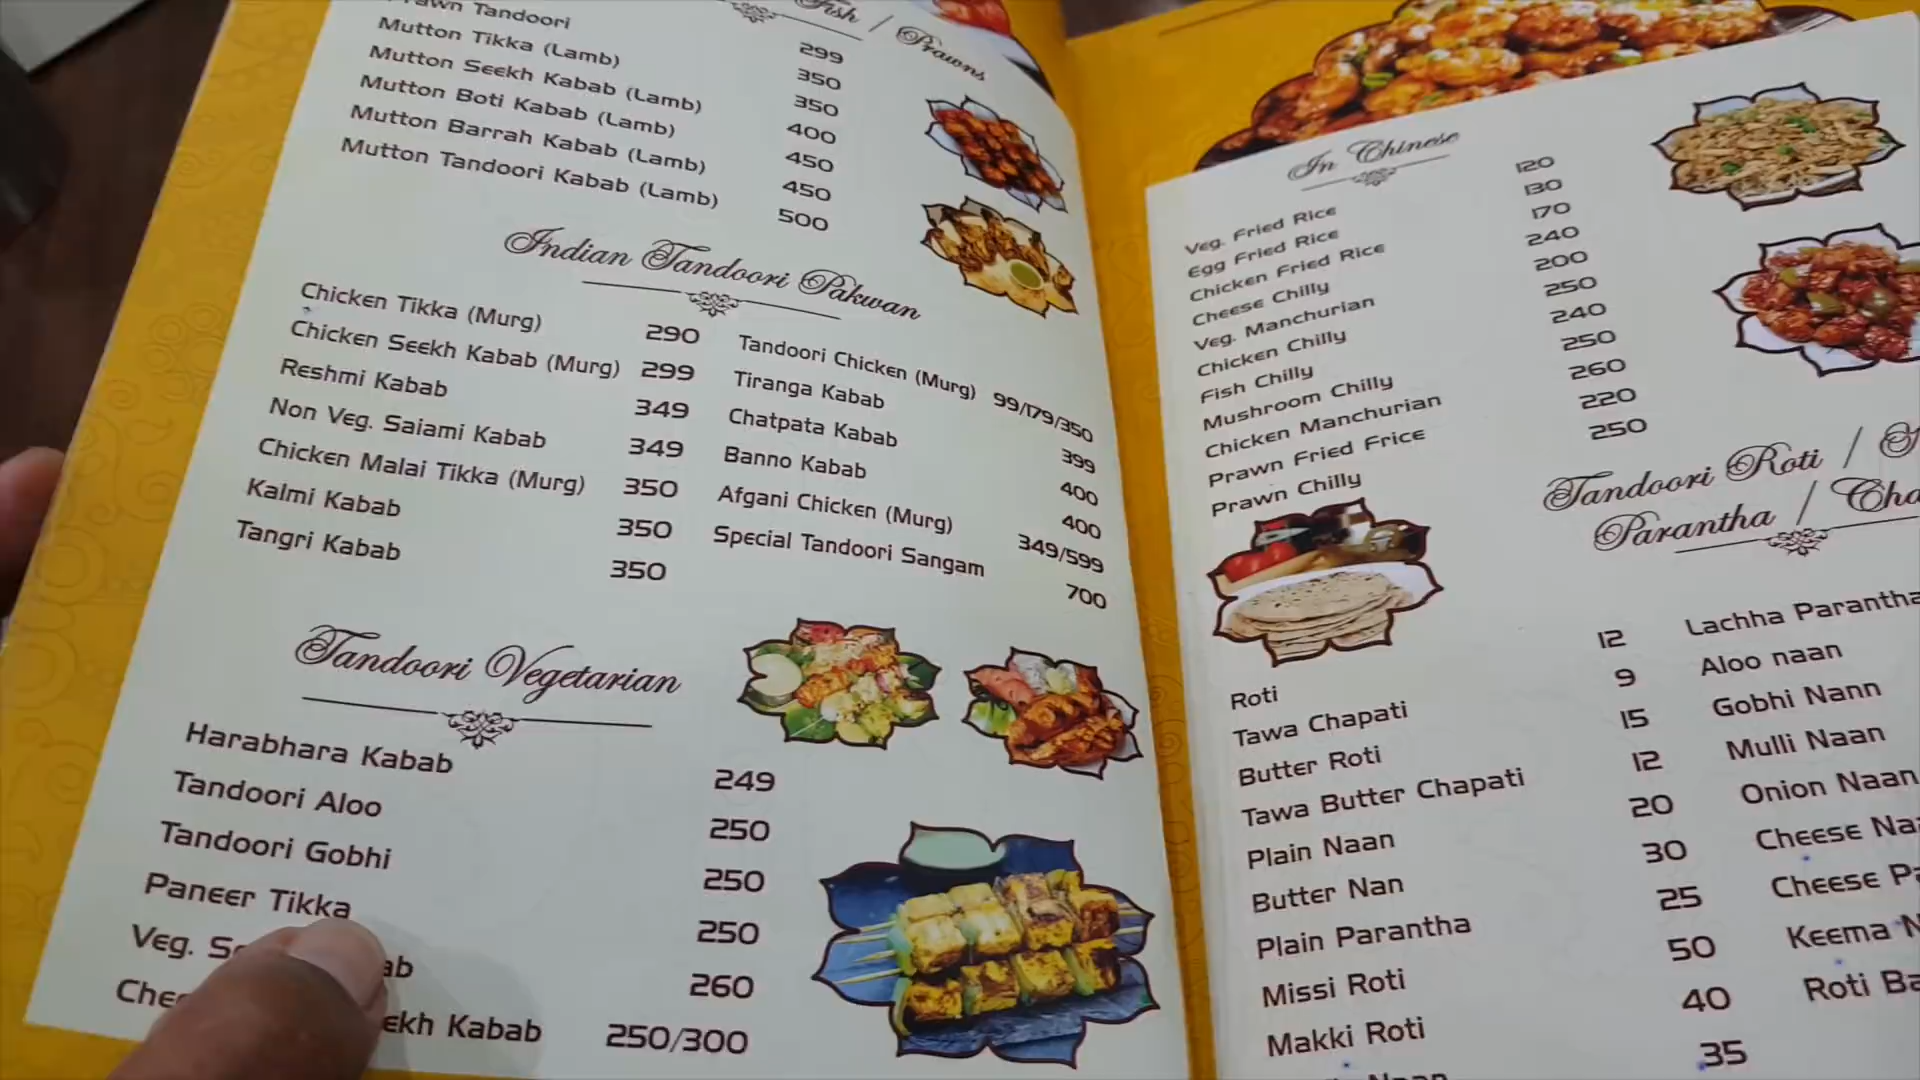 Fish / Prawns
Prawn Tandoori 299
Mutton Tikka (Lamb) 350
Mutton Seekh Kabab (Lamb) 350
Mutton Boti Kabab (Lamb) 400
Mutton Barrah Kabab (Lamb) 450
Mutton Tandoori Kabab (Lamb) 450
500
Indian Tandoori Pakwan
Chicken Tikka (Murg) 290
Chicken Seekh Kabab (Murg) 299
Reshmi Kabab 349
Non Veg. Saiami Kabab 349
Chicken Malai Tikka (Murg) 350
Kalmi Kabab 350
Tangri Kabab 350
Tandoori Chicken (Murg) 99/179/350
Tiranga Kabab 399
Chatpata Kabab 400
Banno Kabab 400
Afgani Chicken (Murg) 349/599
Special Tandoori Sangam 700
Tandoori Vegetarian
Harabhara Kabab 249
Tandoori Aloo 250
Tandoori Gobhi 250
Paneer Tikka 250
Veg. ab 260
ekh Kabab 250/300
In Chinese
Veg. Fried Rice 120
Egg Fried Rice 130
Chicken Fried Rice 170
Cheese Chilly 240
Veg. Manchurian 200
Chicken Chilly 250
Fish Chilly 240
Mushroom Chilly 250
Chicken Manchurian 260
Prawn Fried Frice 220
Prawn Chilly 250
Tandoori Roti /
Parantha /
Roti 12
Tawa Chapati 9
Butter Roti 15
Tawa Butter Chapati 12
Plain Naan 20
Butter Nan 30
Plain Parantha 25
Missi Roti 50
Makki Roti 40
35
Lachha Parantha
Aloo naan
Gobhi Nann
Mulli Naan
Onion Naan
Cheese
Cheese
Keema
Roti